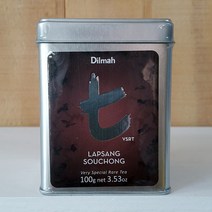 Dilmah
t
VSRT
LAPSANG
SOUCHONG
Very Special Rare Tea
100g net 3.53oz